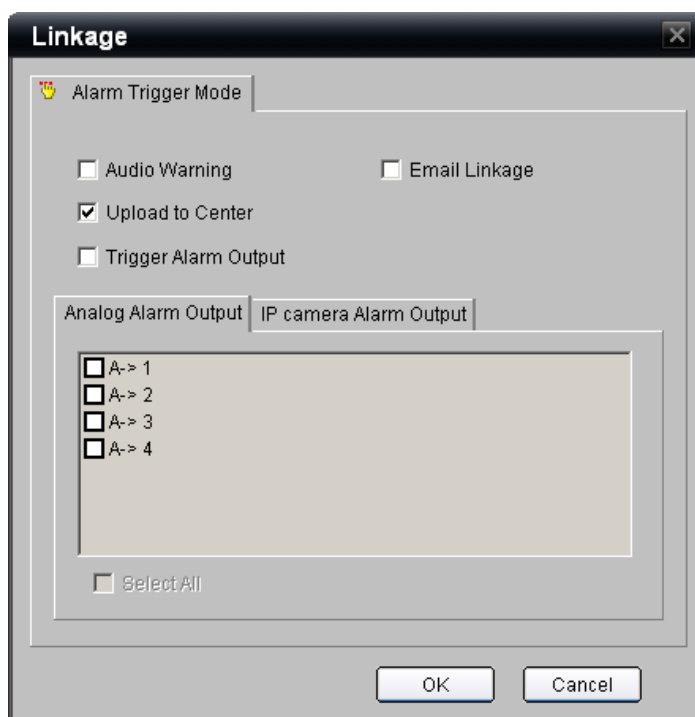 Linkage
Alarm Trigger Mode
Audio Warning Email Linkage
Upload to Center
Trigger Alarm Output
Analog Alarm Output IP camera Alarm Output
A-> 1
A-> 2
A-> 3
A-> 4
Select All
OK Cancel